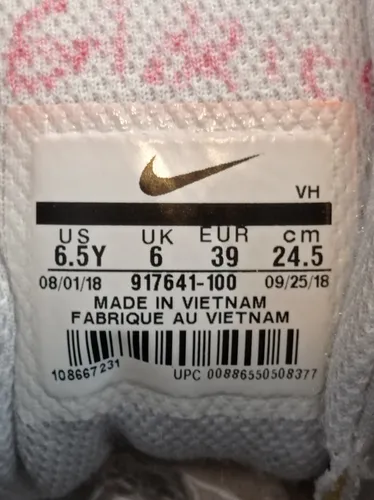 VH
US UK EUR cm
6.5Y 6 39 24.5
08/01/18 917641-100 09/25/18
MADE IN VIETNAM
FABRIQUE AU VIETNAM
108667231 UPC 00886550508377